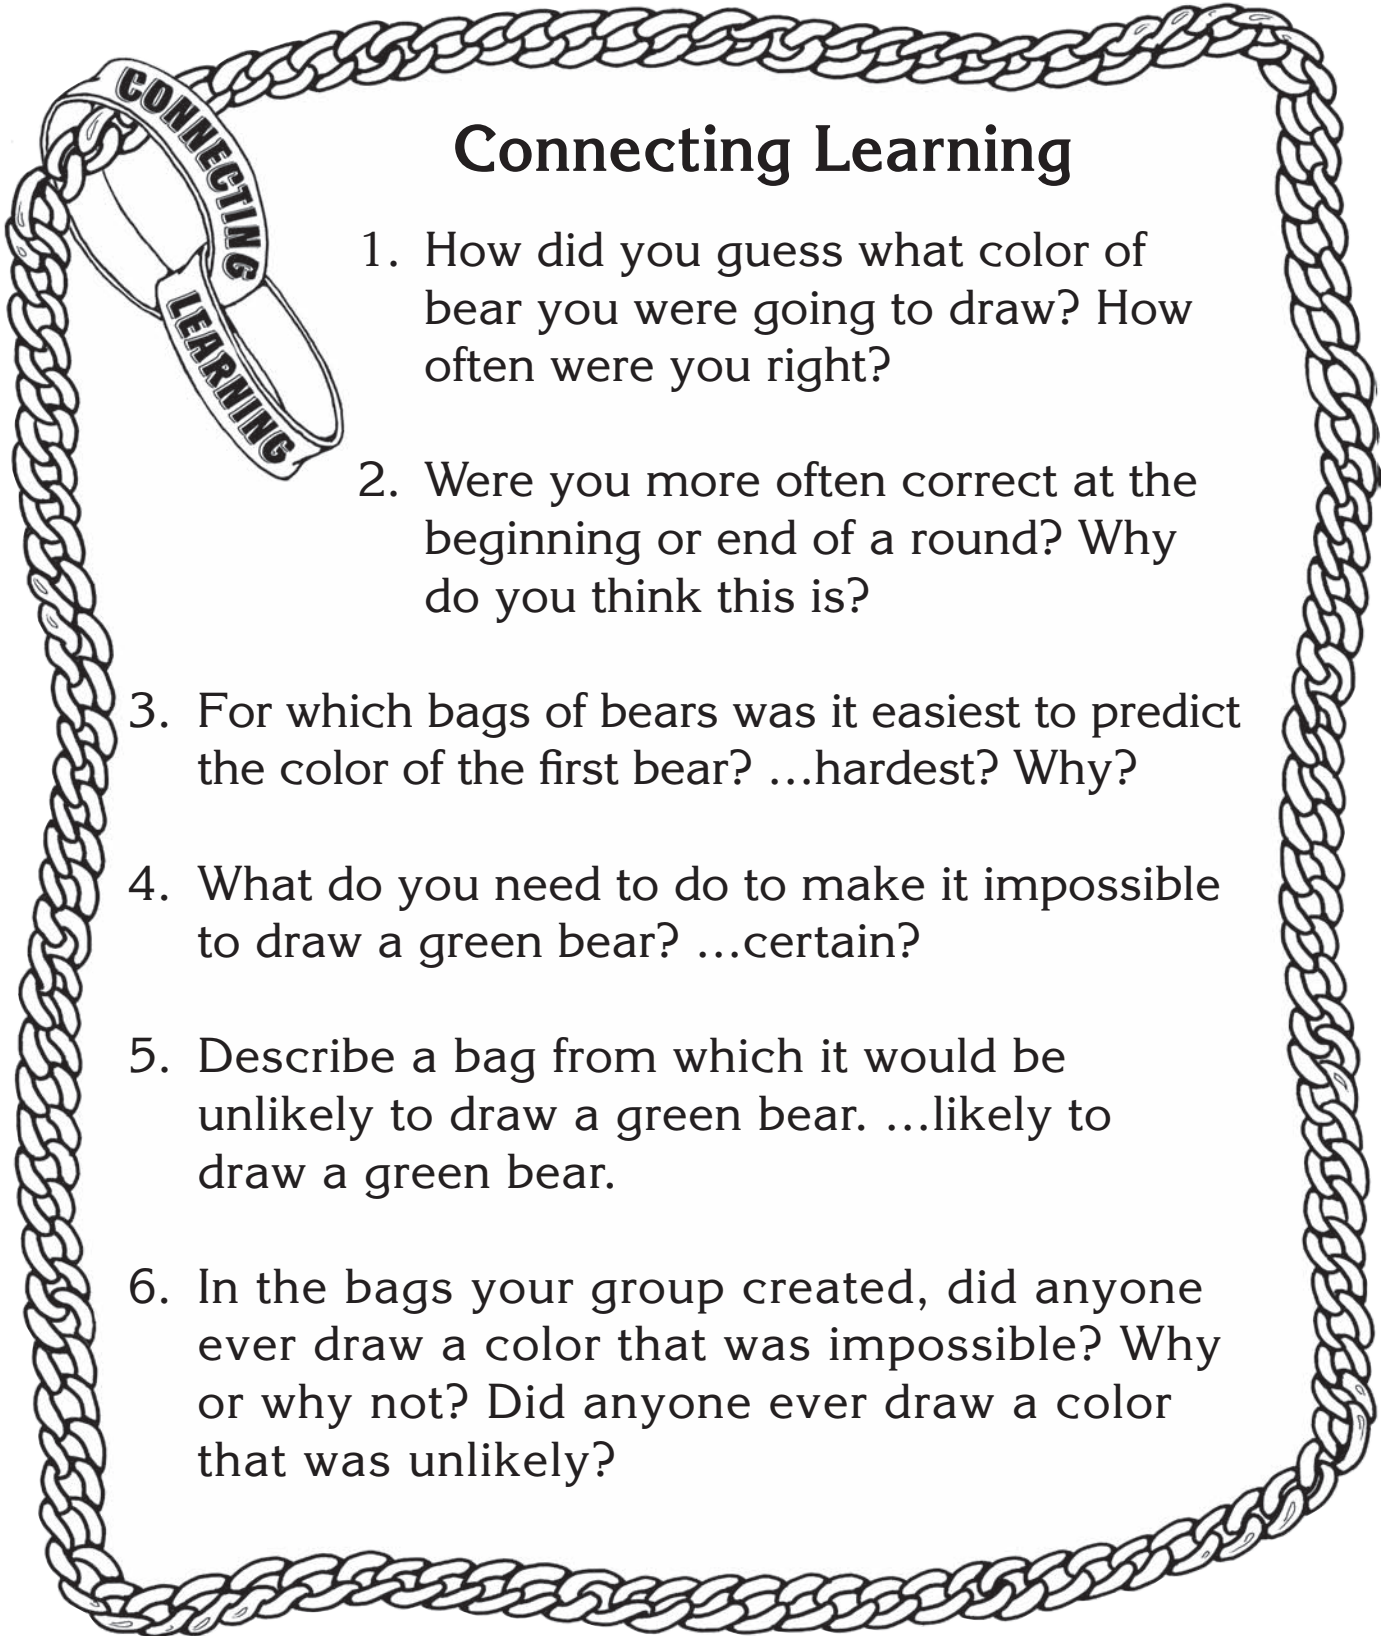 CONNECTING
LEARNING
Connecting Learning
1. How did you guess what color of
bear you were going to draw? How
often were you right?
2. Were you more often correct at the
beginning or end of a round? Why
do you think this is?
3. For which bags of bears was it easiest to predict
the color of the first bear? …hardest? Why?
4. What do you need to do to make it impossible
to draw a green bear? …certain?
5. Describe a bag from which it would be
unlikely to draw a green bear. …likely to
draw a green bear.
6. In the bags your group created, did anyone
ever draw a color that was impossible? Why
or why not? Did anyone ever draw a color
that was unlikely?